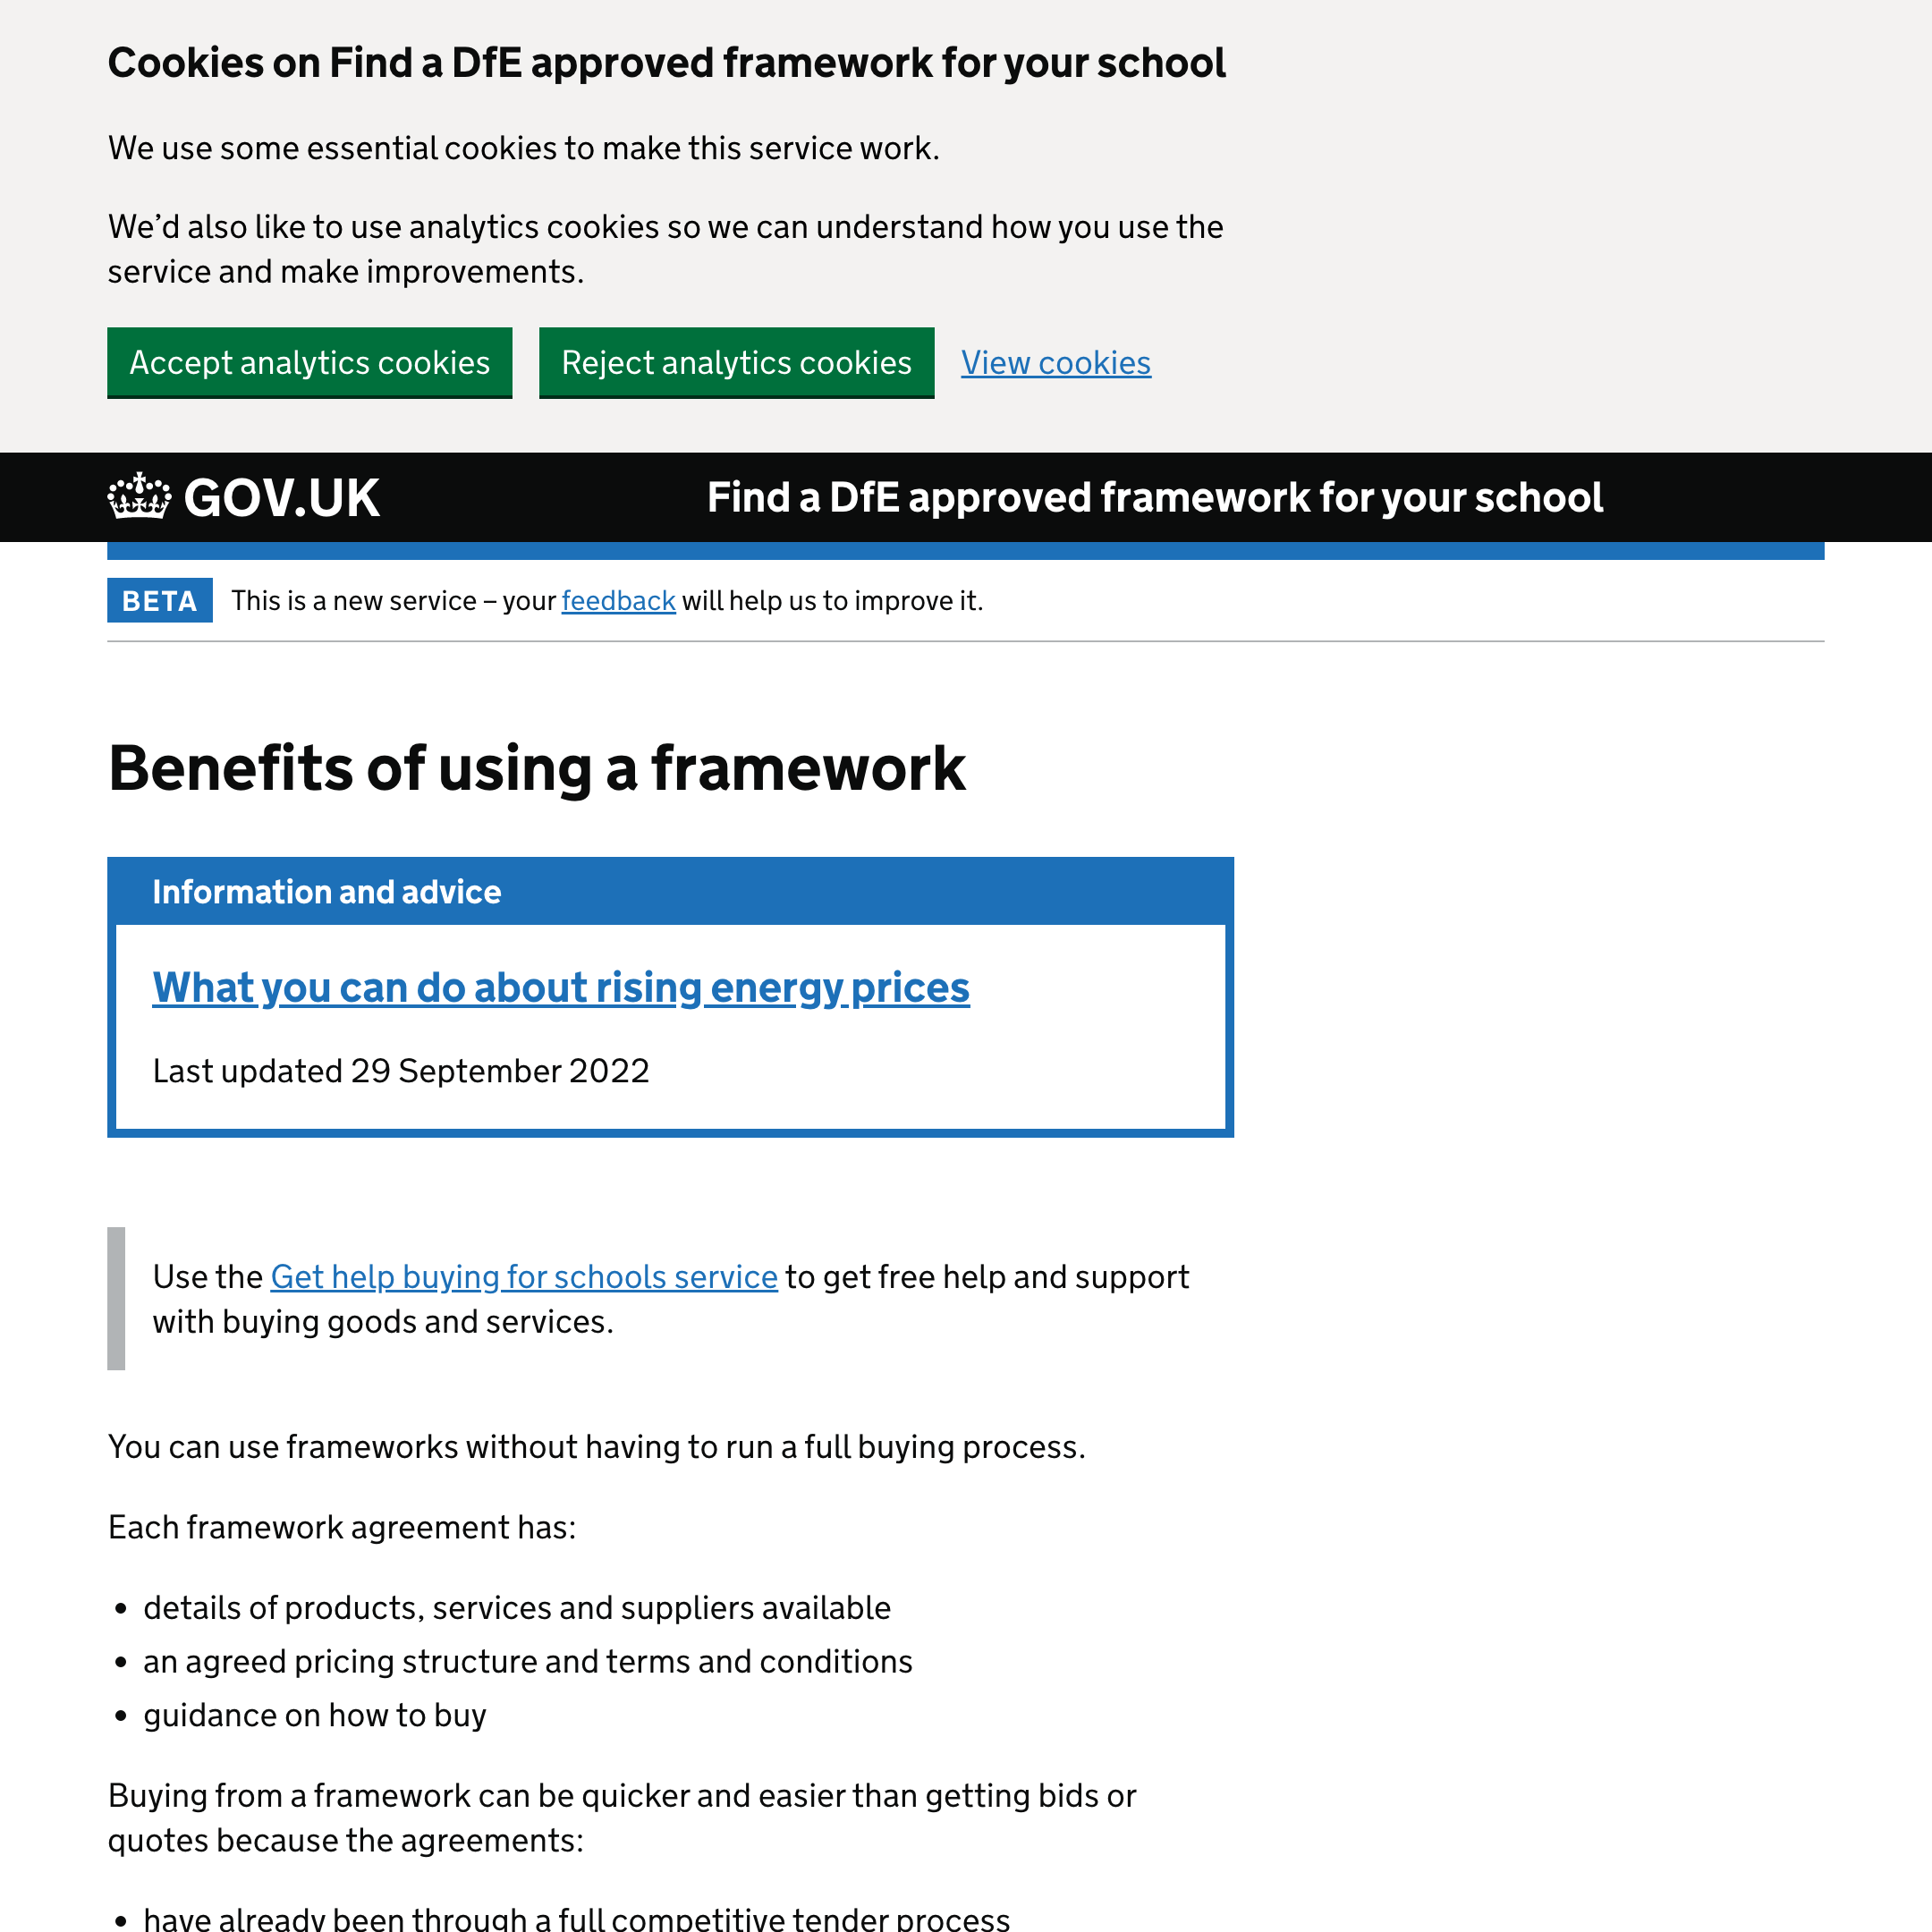 Cookies on Find a DfE approved framework for your school
We use some essential cookies to make this service work.
We’d also like to use analytics cookies so we can understand how you use the
service and make improvements.
Accept analytics cookies
Reject analytics cookies
View cookies
GOV.UK
Find a DfE approved framework for your school
BETA
This is a new service – your feedback will help us to improve it.
Benefits of using a framework
Information and advice
What you can do about rising energy prices
Last updated 29 September 2022
Use the Get help buying for schools service to get free help and support
with buying goods and services.
You can use frameworks without having to run a full buying process.
Each framework agreement has:
• details of products, services and suppliers available
• an agreed pricing structure and terms and conditions
• guidance on how to buy
Buying from a framework can be quicker and easier than getting bids or
quotes because the agreements:
• have already been through a full competitive tender process